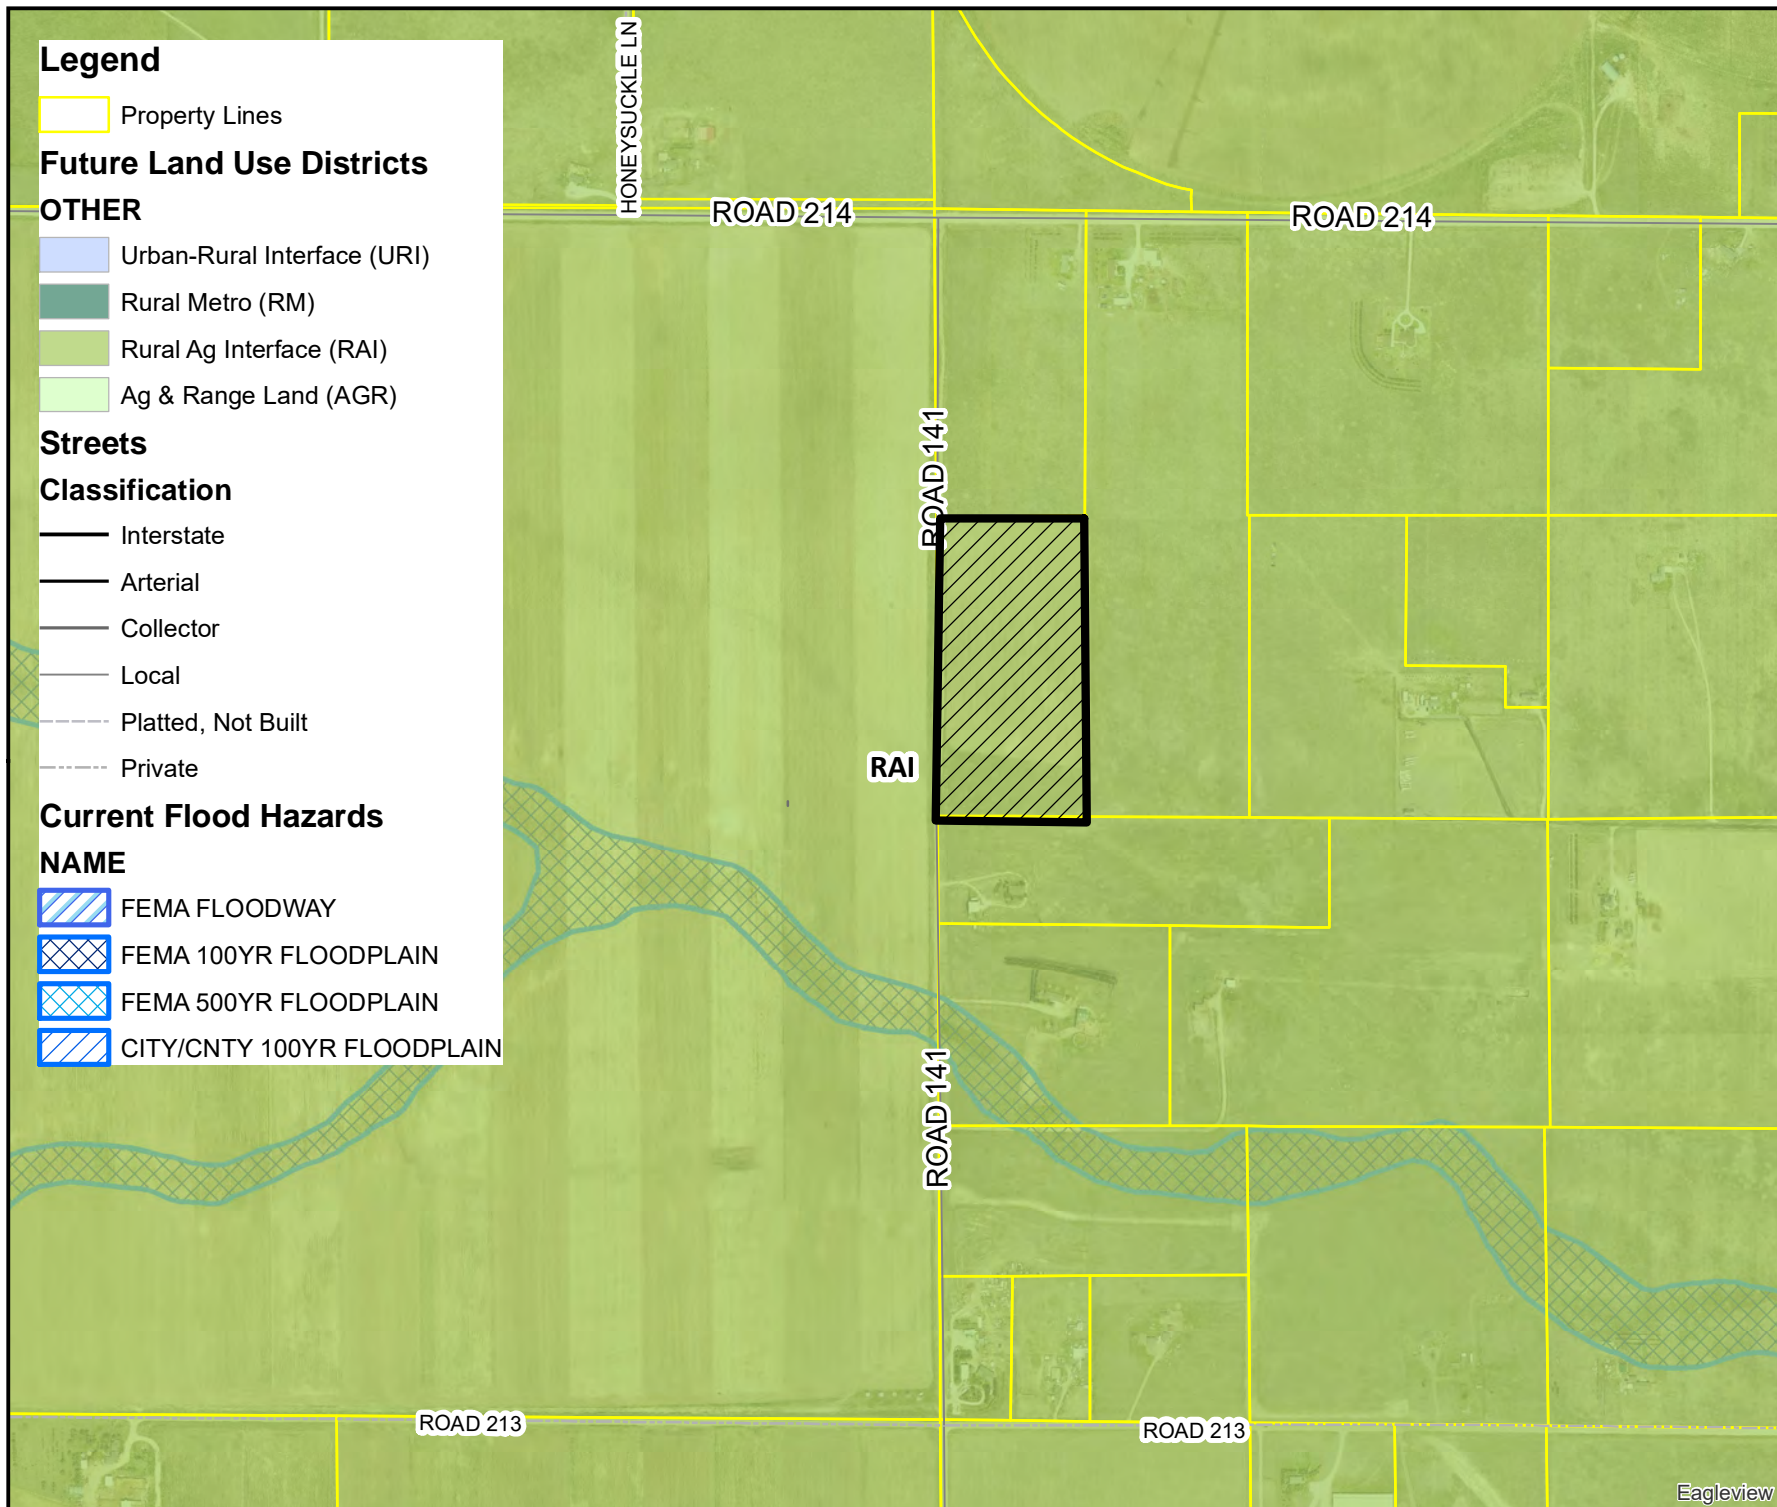 Legend
Property Lines
Future Land Use Districts
OTHER
Urban-Rural Interface (URI)
Rural Metro (RM)
Rural Ag Interface (RAI)
Ag & Range Land (AGR)
Streets
Classification
Interstate
Arterial
Collector
Local
Platted, Not Built
Private
Current Flood Hazards
NAME
FEMA FLOODWAY
FEMA 100YR FLOODPLAIN
FEMA 500YR FLOODPLAIN
CITY/CNTY 100YR FLOODPLAIN
HONEYSUCKLE LN
ROAD 214
ROAD 214
ROAD 141
RAI
ROAD 141
ROAD 213
ROAD 213
Eagleview